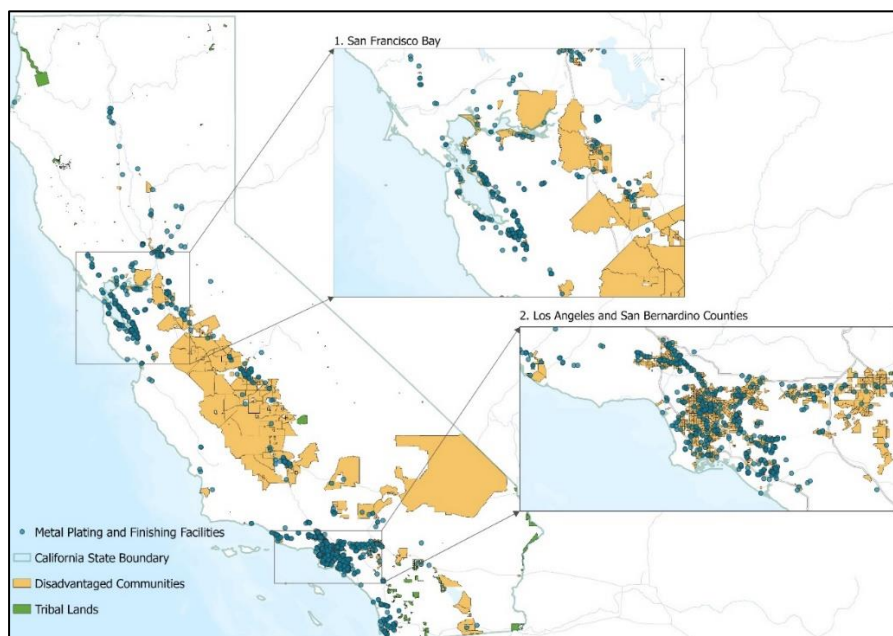 1. San Francisco Bay
2. Los Angeles and San Bernardino Counties
Metal Plating and Finishing Facilities
California State Boundary
Disadvantaged Communities
Tribal Lands